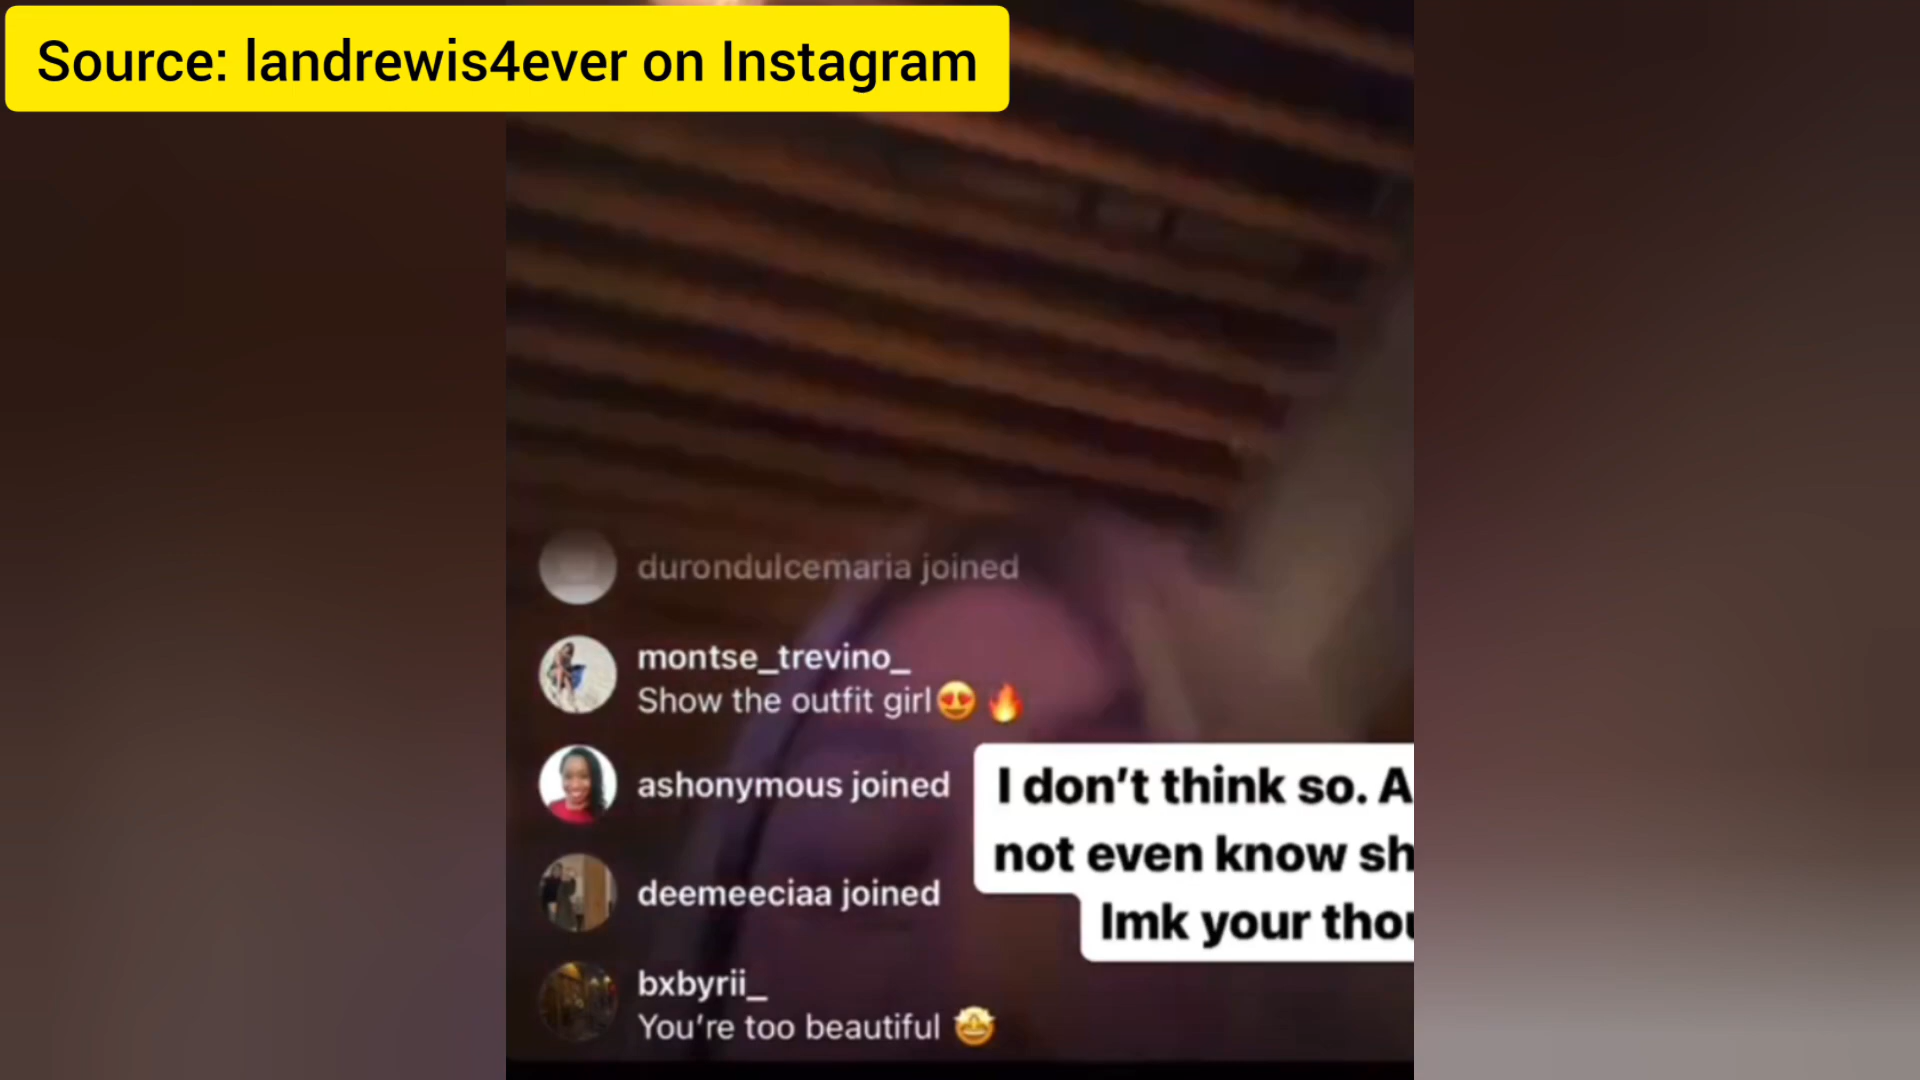 Source: landrewis4ever on Instagram
durondulcemaria joined
montse_trevino_
Show the outfit girl😍 🔥
ashonymous joined
deemeeciaa joined
bxbyrii_
You're too beautiful 🤩
I don't think so. A
not even know sh
lmk your thou